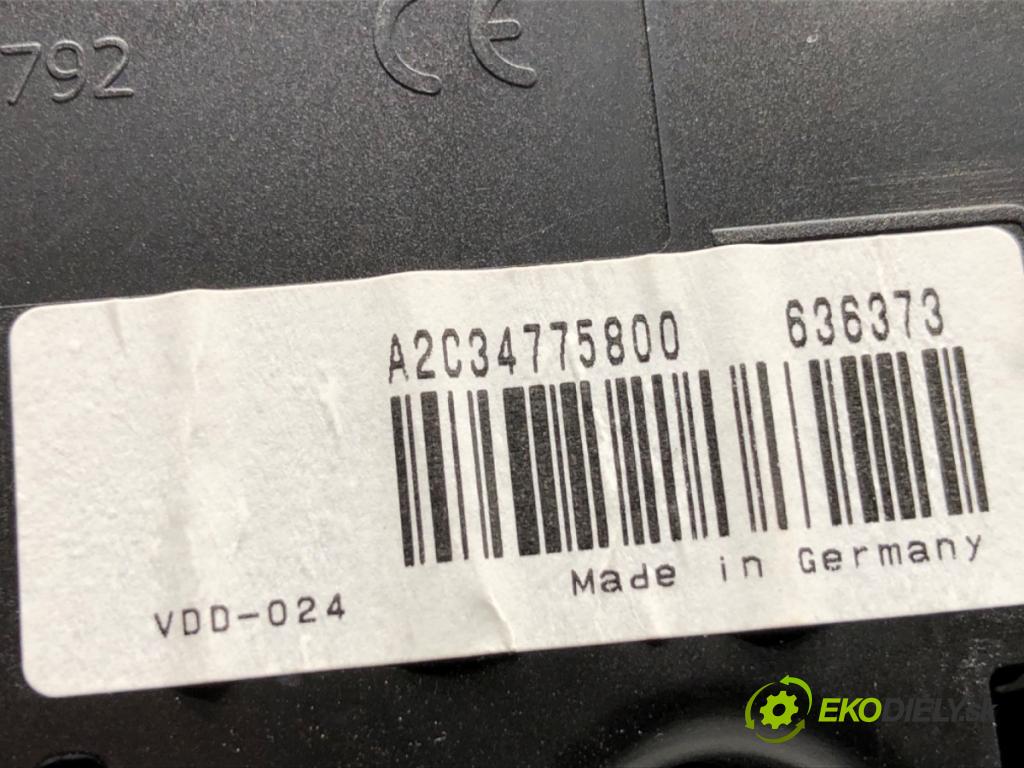 792 CE
A2C34775800 636373
Made in Germany
VDD-024
EKODIELY.SK